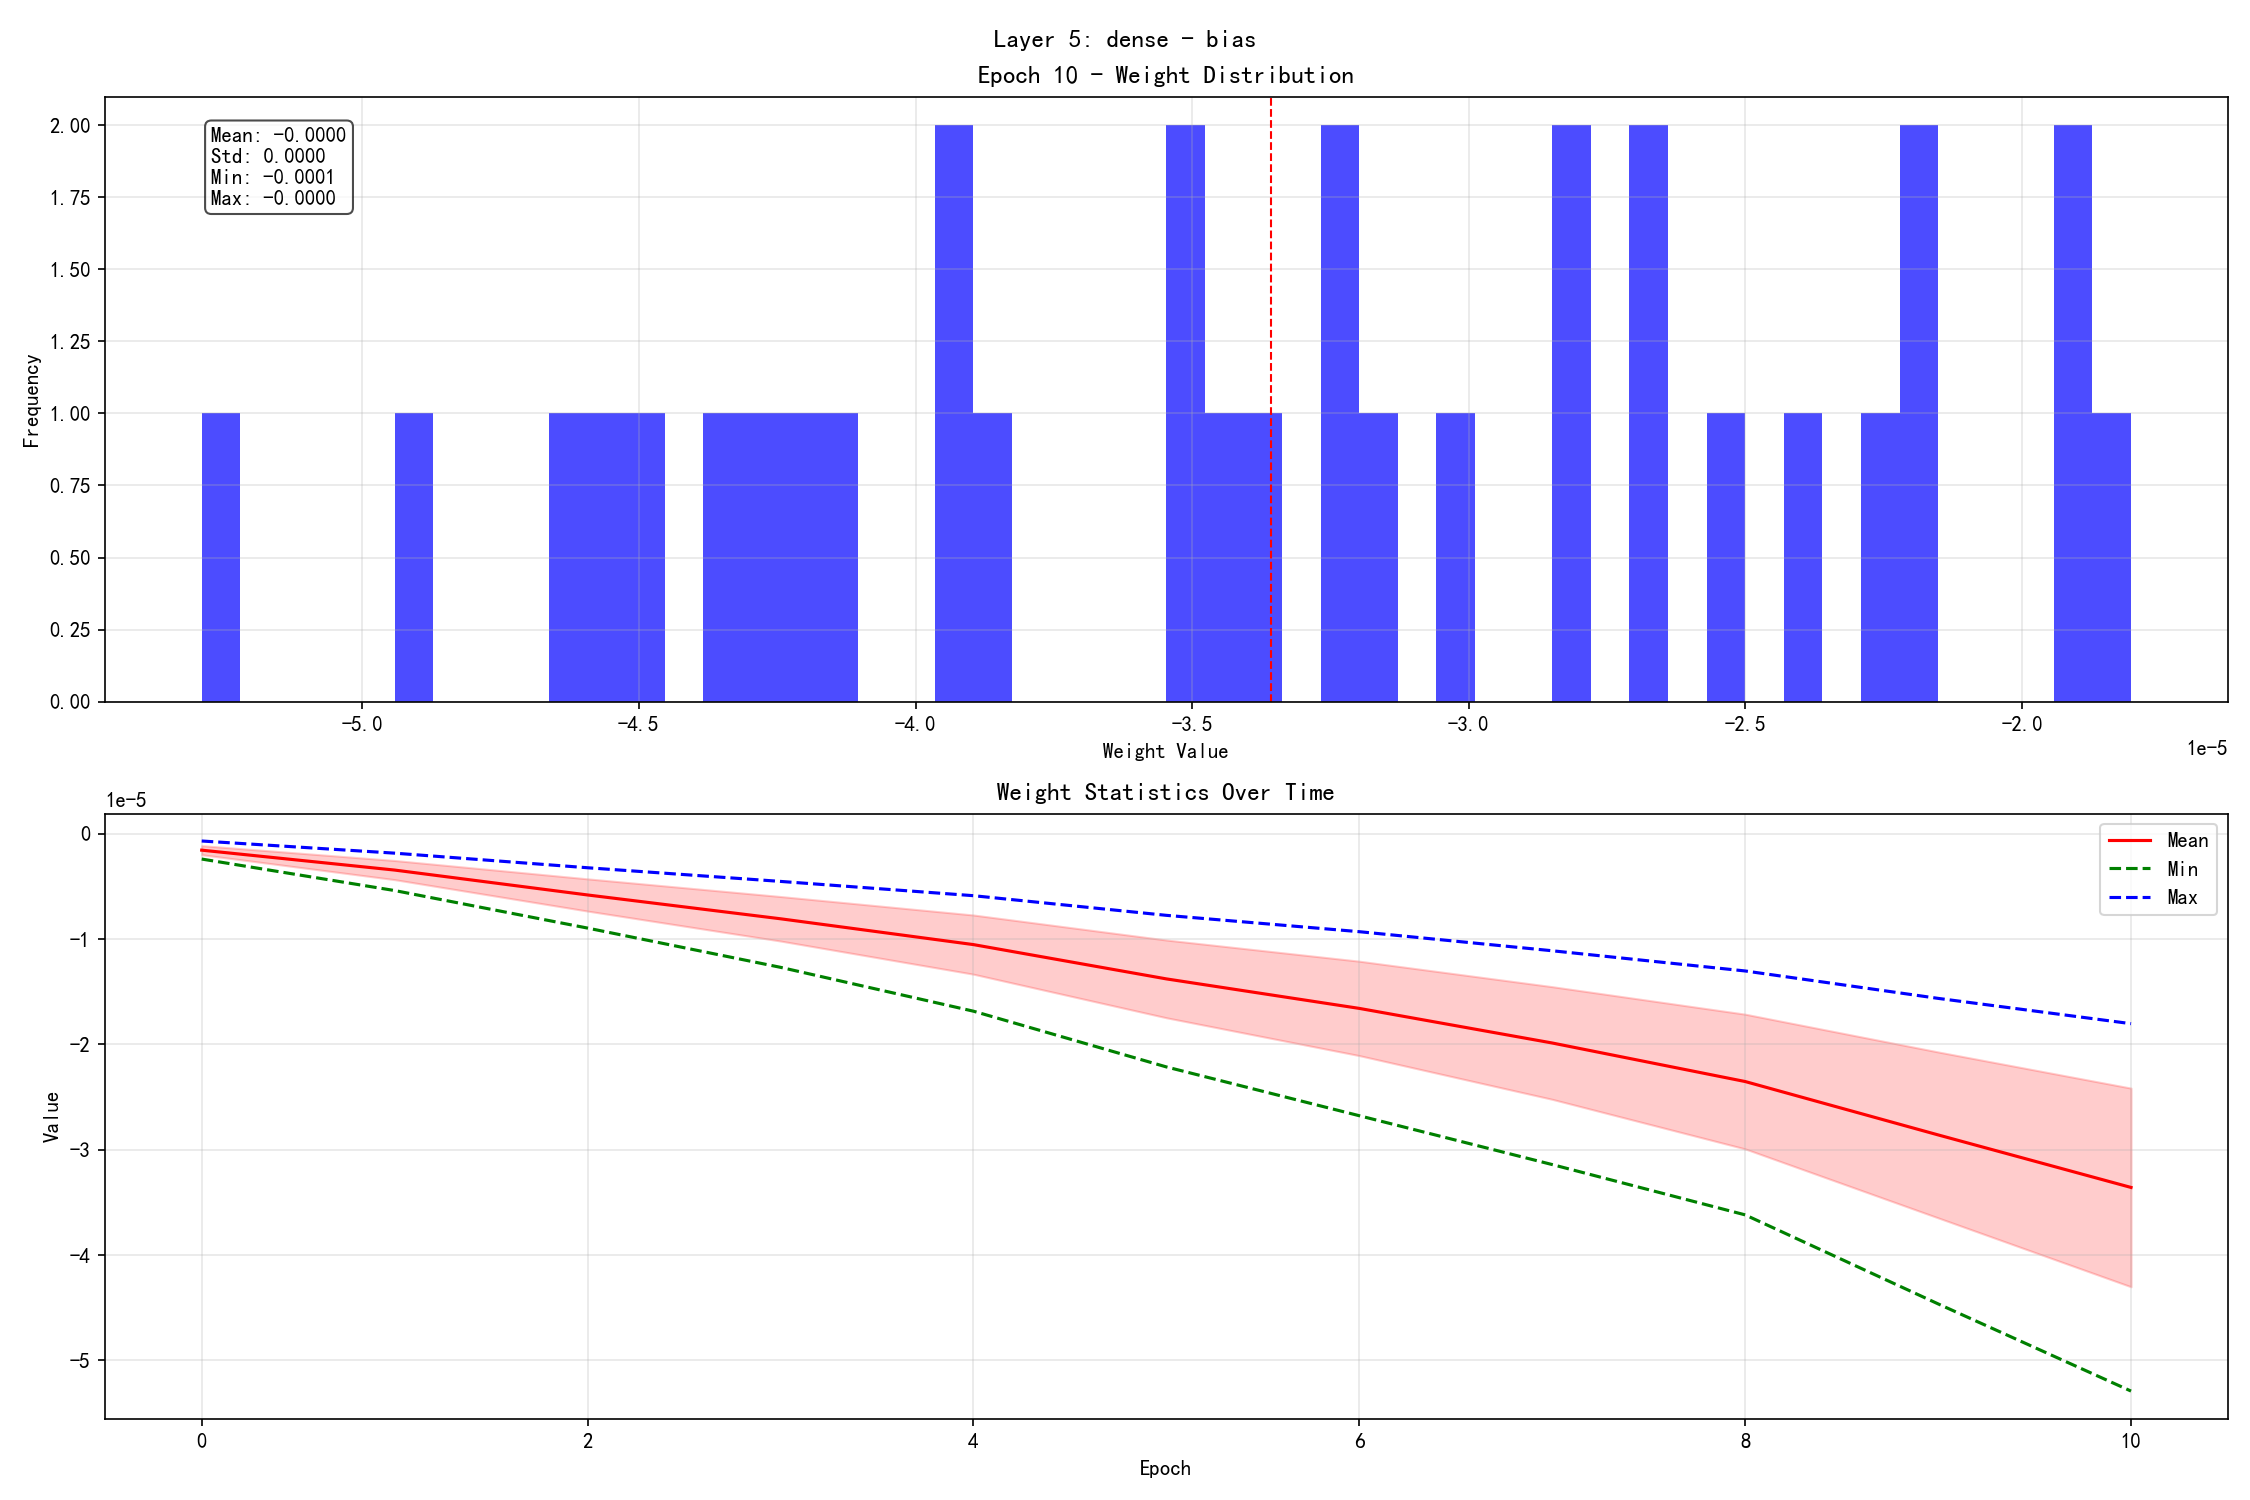 Layer 5: dense - bias
Epoch 10 - Weight Distribution
Mean: -0.0000
Std: 0.0000
Min: -0.0001
Max: -0.0000
Frequency
2.00
1.75
1.50
1.25
1.00
0.75
0.50
0.25
0.00
-5.0 -4.5 -4.0 -3.5 -3.0 -2.5 -2.0
1e-5
Weight Value
Weight Statistics Over Time
1e-5
Mean
Min
Max
Value
0
-1
-2
-3
-4
-5
0 2 4 6 8 10
Epoch